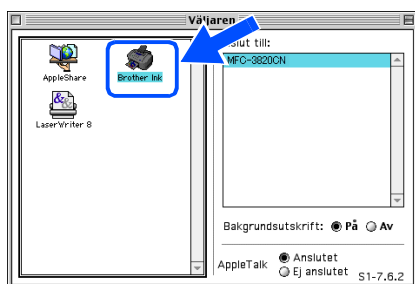 Väljaren
slut till:
AppleShare
Brother Ink
MFC-3820CN
LaserWriter 8
Bakgrundsutskrift: På Av
AppleTalk Anslutet
Ej anslutet
S1-7.6.2